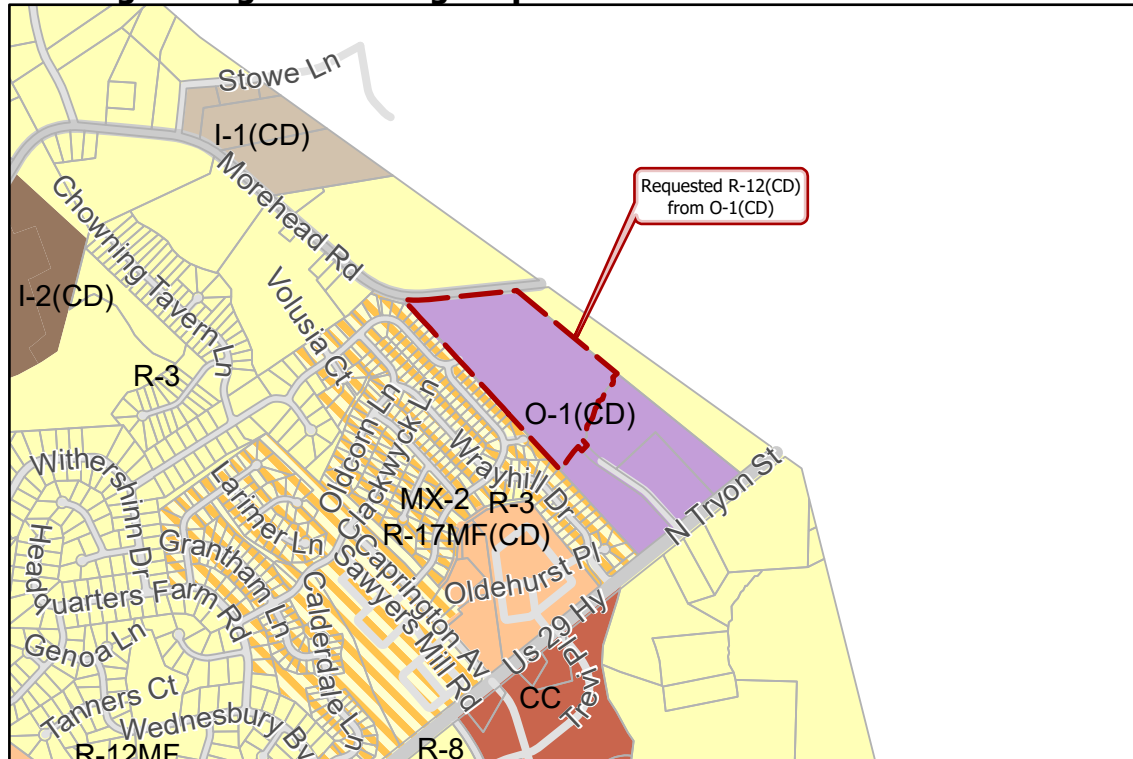 Stowe Ln
I-1(CD)
Morehead Rd
Requested R-12(CD)
from O-1(CD)
Chowning Tavern Ln
I-2(CD)
Volusia Ct
R-3
O-1(CD)
Withershinn Dr
Larimer Ln
Oldcorn Ln
Clackwyck Ln
Wrayhill Dr
N Tryon St
MX-2
R-3
R-17MF(CD)
Headquarters Farm Rd
Grantham Ln
Caprington Av
Sawyers Mill Rd
Oldehurst Pl
Calderdale Ln
Us 29 Hy
Genoa Ln
Trevi Pl
CC
Tanners Ct
Wednesbury Bv
R-12MF
R-8